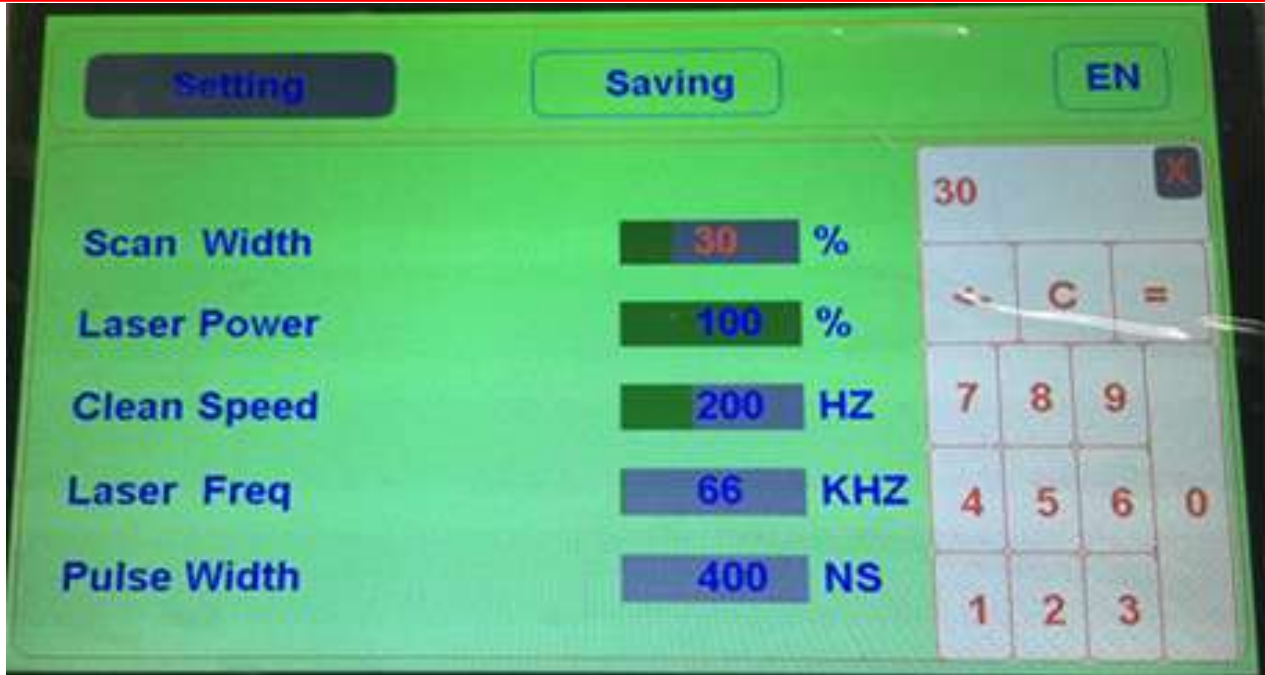 Setting Saving EN
30 X
Scan Width 30 %
C =
Laser Power 100 %
7 8 9
Clean Speed 200 HZ
Laser Freq 66 KHZ
4 5 6 0
Pulse Width 400 NS
1 2 3